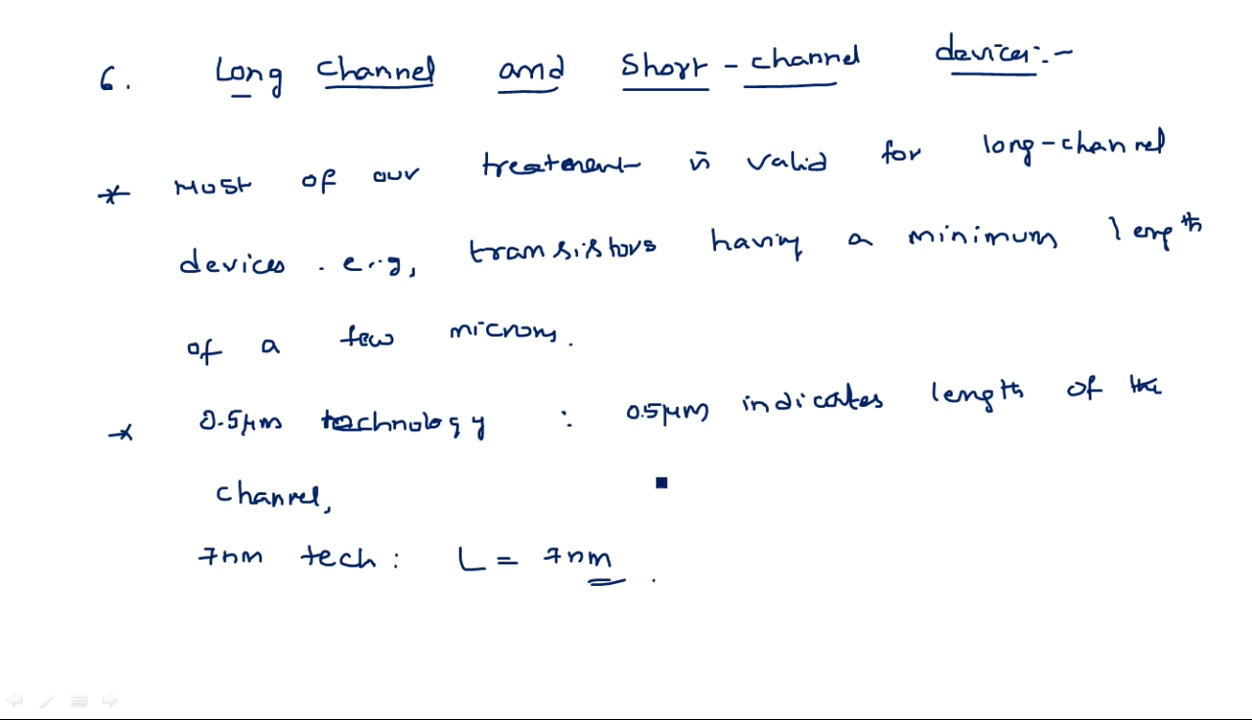 6. Long channel and short-channel devices:-
* Most of our treatment is valid for long-channel
devices. e.g, transistors having a minimum length
of a few microns.
* 0.5μm technology : 0.5μm indicates length of the
channel,
7nm tech: L = 7nm.